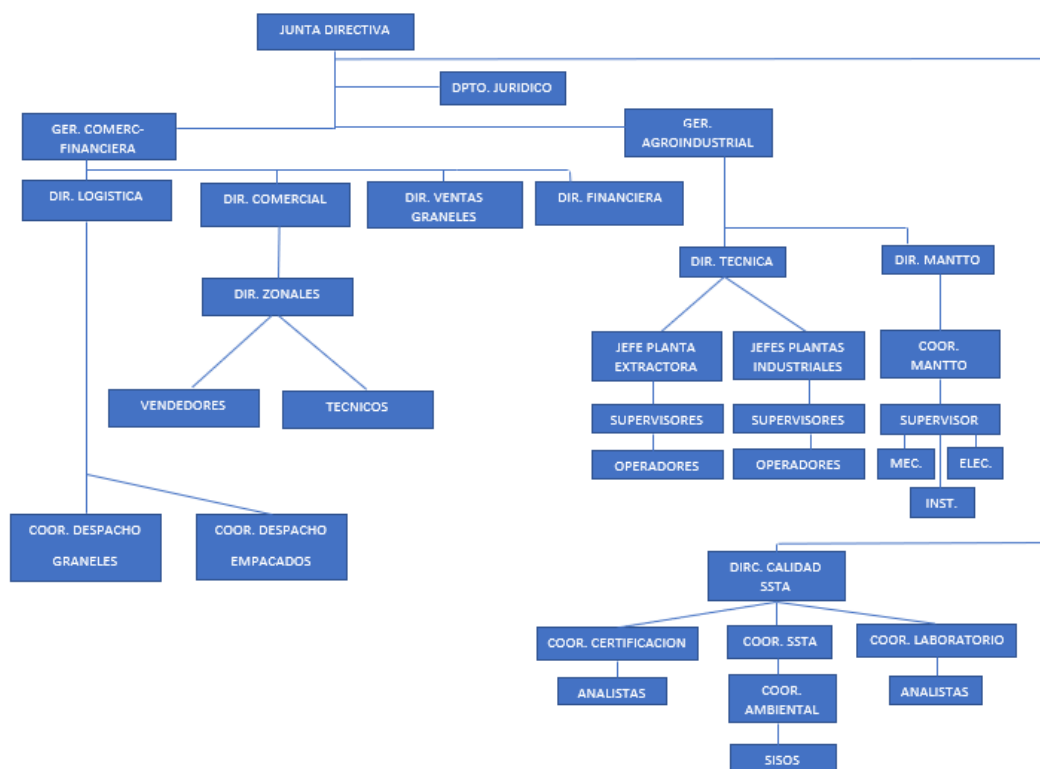 JUNTA DIRECTIVA
DPTO. JURIDICO
GER. COMERC-
FINANCIERA
GER.
AGROINDUSTRIAL
DIR. LOGISTICA
DIR. COMERCIAL
DIR. VENTAS
GRANELES
DIR. FINANCIERA
DIR. TECNICA
DIR. MANTTO
DIR. ZONALES
JEFE PLANTA
EXTRACTORA
JEFES PLANTAS
INDUSTRIALES
COOR.
MANTTO
VENDEDORES
TECNICOS
SUPERVISORES
SUPERVISORES
SUPERVISOR
OPERADORES
OPERADORES
MEC.
ELEC.
INST.
COOR. DESPACHO
GRANELES
COOR. DESPACHO
EMPACADOS
DIRC. CALIDAD
SSTA
COOR. CERTIFICACION
COOR. SSTA
COOR. LABORATORIO
ANALISTAS
COOR.
AMBIENTAL
ANALISTAS
SISOS